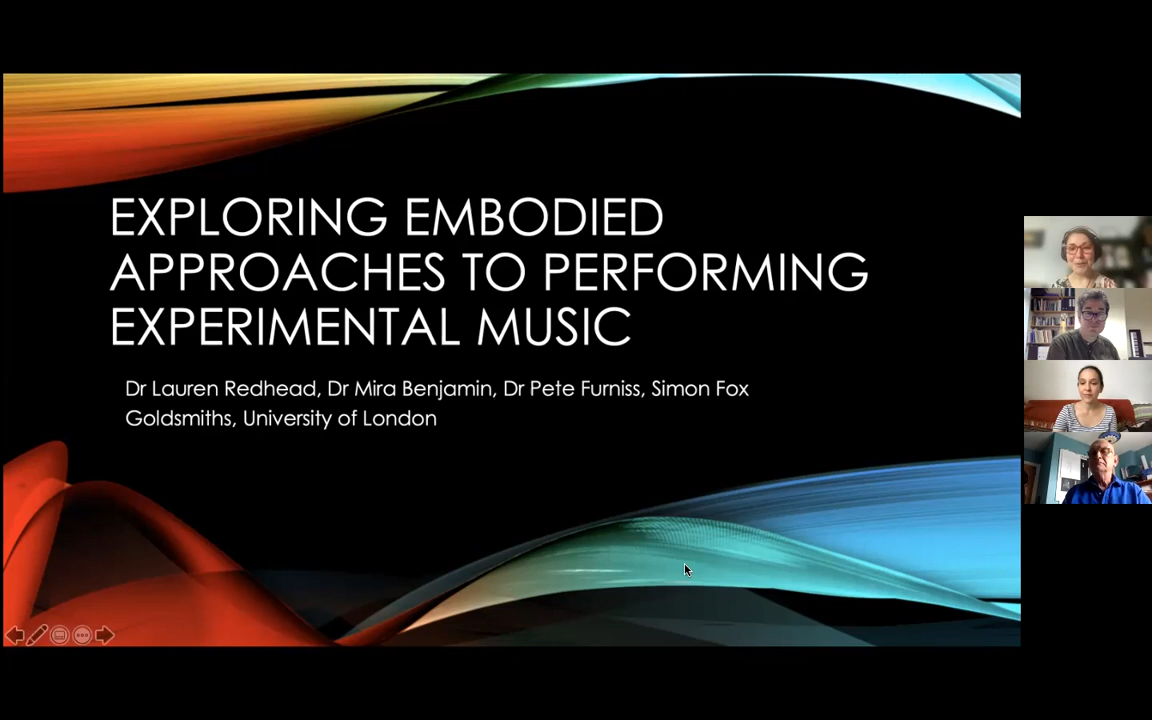 EXPLORING EMBODIED
APPROACHES TO PERFORMING
EXPERIMENTAL MUSIC
Dr Lauren Redhead, Dr Mira Benjamin, Dr Pete Furniss, Simon Fox
Goldsmiths, University of London